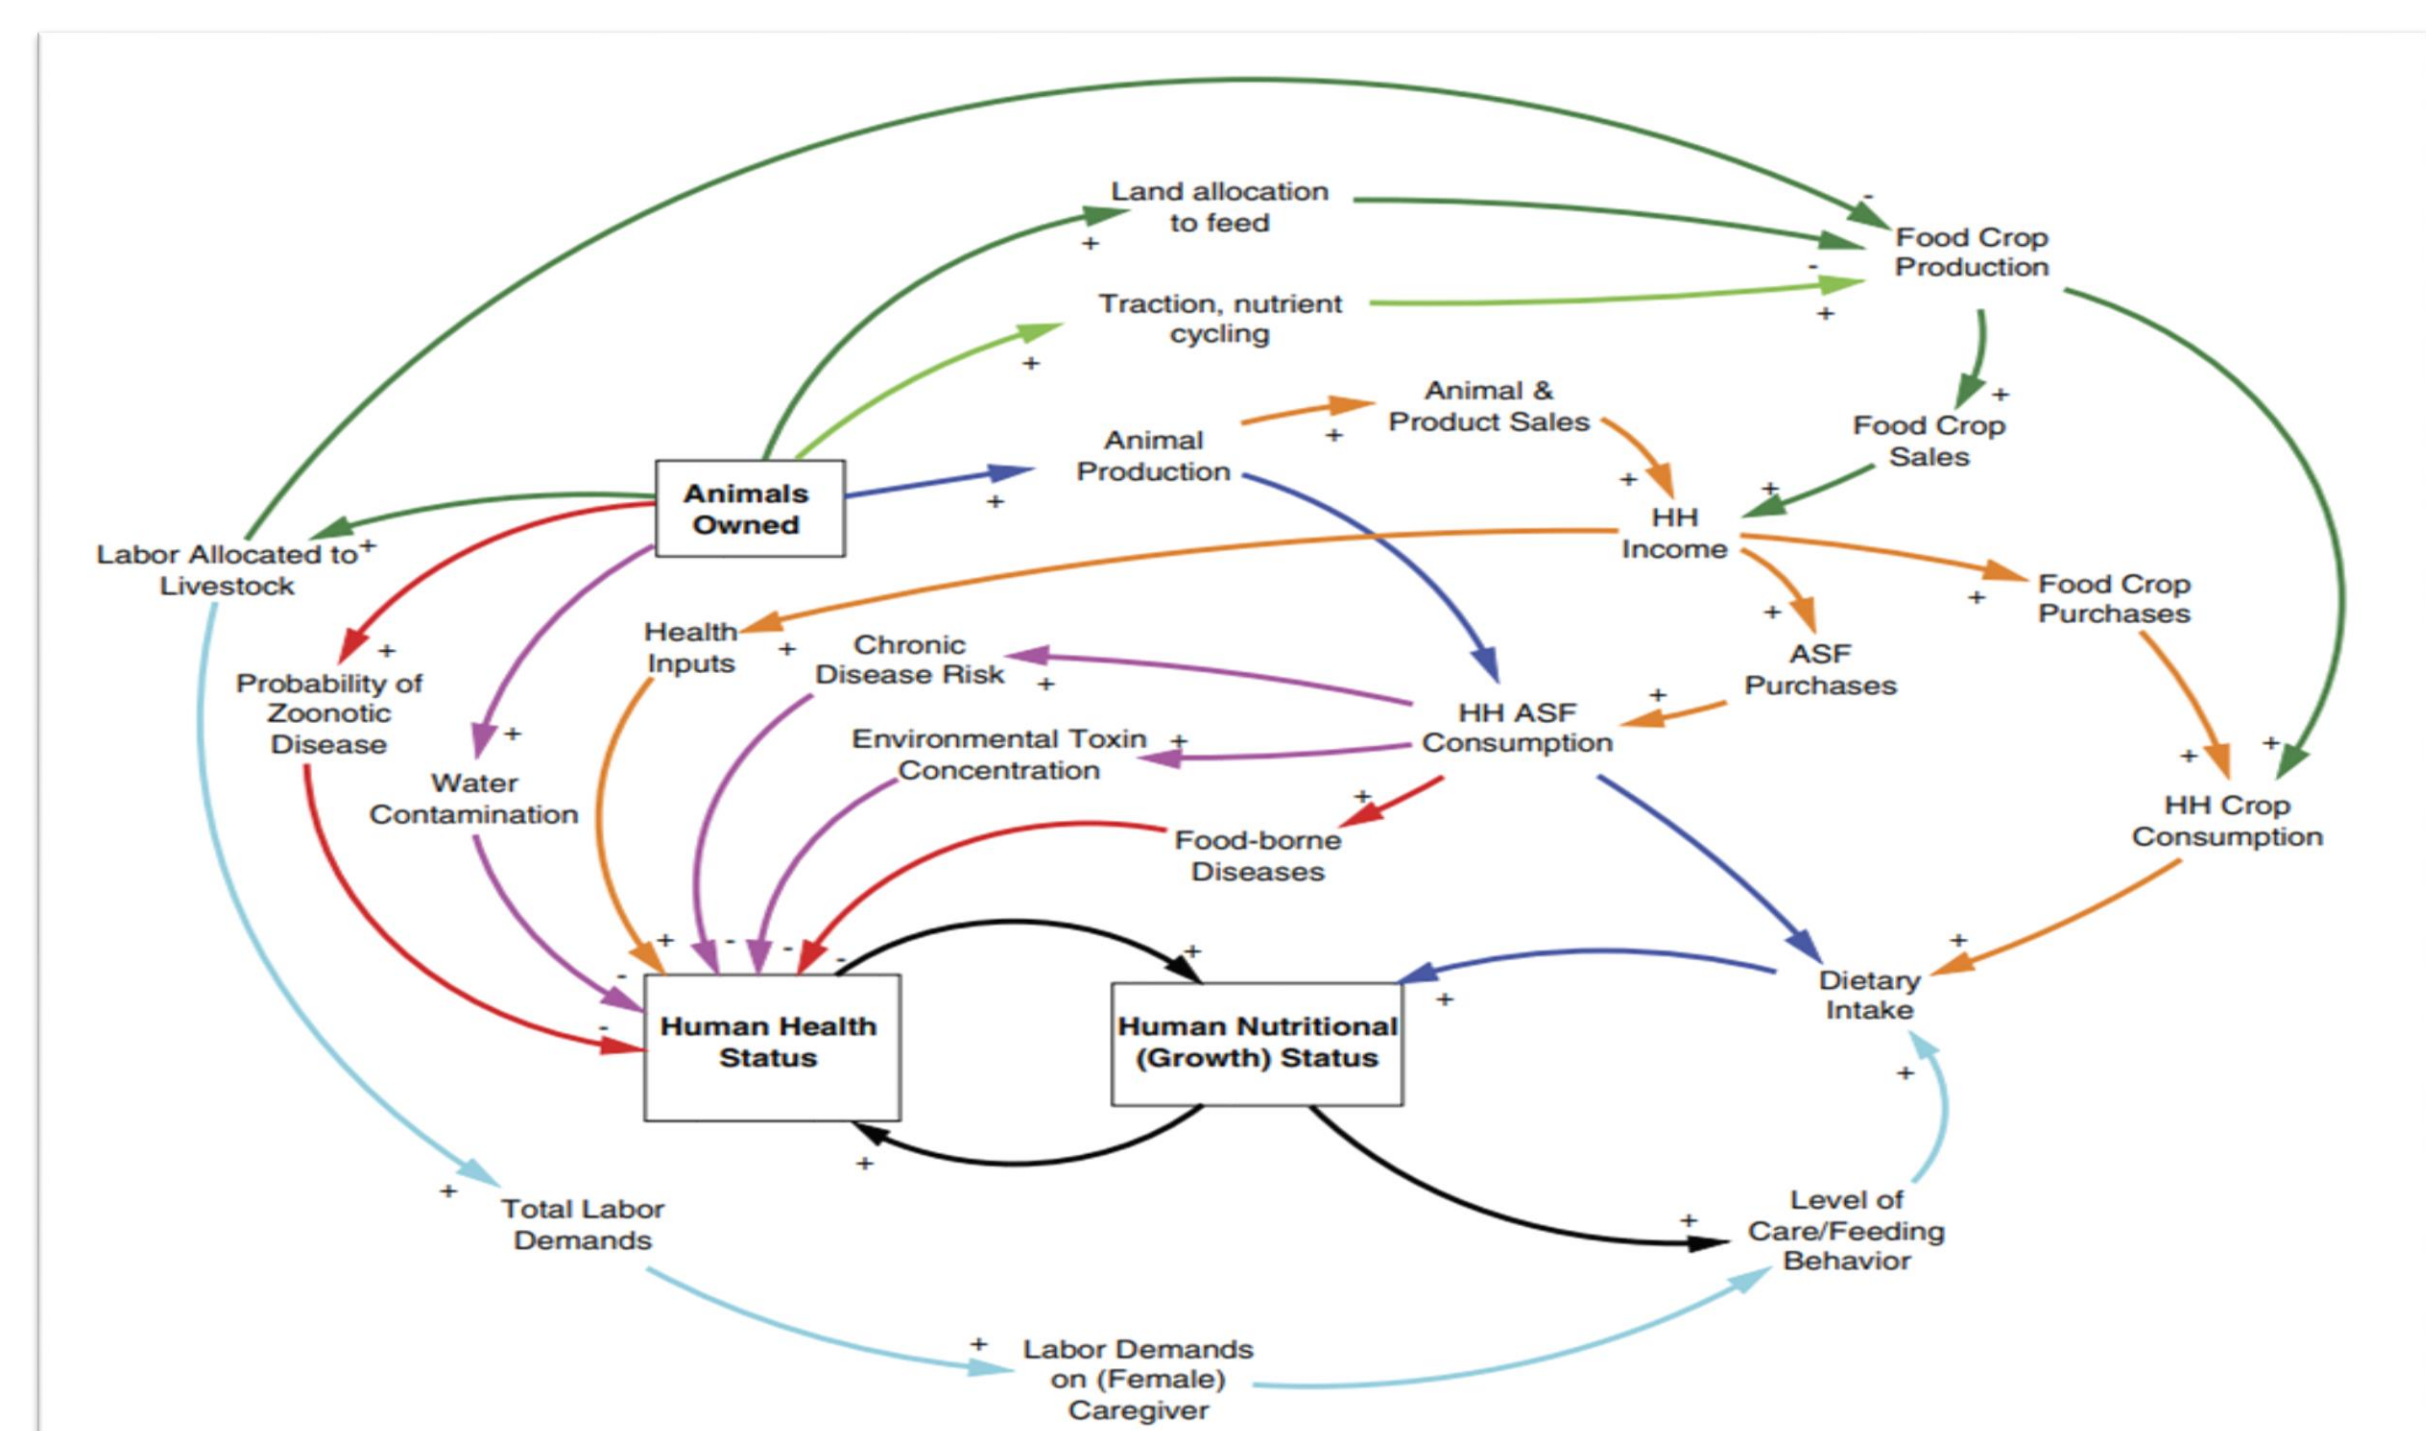 Land allocation
to feed
-
+
Food Crop
Production
-
+
Traction, nutrient
cycling
+
Animal &
Product Sales
+
+
Food Crop
Sales
Animal
Production
+
+
+
Animals
Owned
+
HH
Income
Labor Allocated to
Livestock
+
Food Crop
Purchases
+
+
Health
Inputs
+
Chronic
Disease Risk
+
ASF
Purchases
+
Probability of
Zoonotic
Disease
+
HH ASF
Consumption
+
Environmental Toxin
Concentration
+
+
+
Water
Contamination
+
Food-borne
Diseases
+
HH Crop
Consumption
+
-
-
-
+
+
-
-
Dietary
Intake
+
Human Health
Status
Human Nutritional
(Growth) Status
+
+
+
Total Labor
Demands
+
Level of
Care/Feeding
Behavior
+
Labor Demands
on (Female)
Caregiver